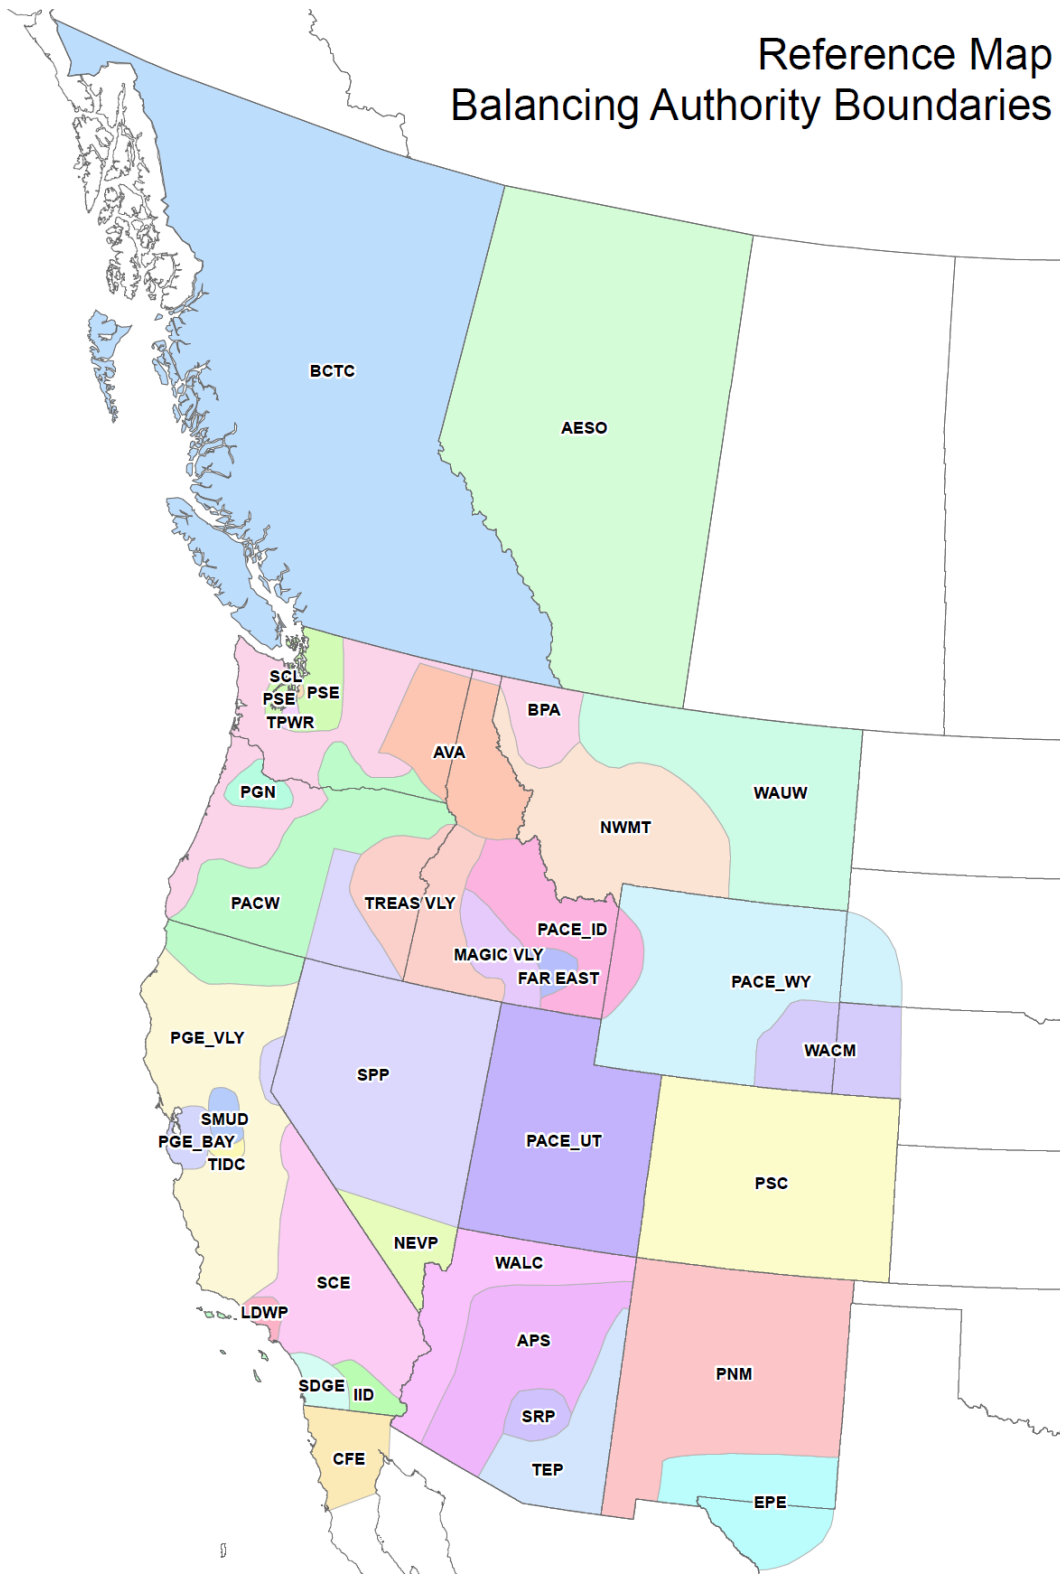 Reference Map
Balancing Authority Boundaries
BCTC
AESO
SCL
PSE
PSE
TPWR
BPA
AVA
PGN
WAUW
NWMT
PACW
TREAS VLY
PACE_ID
MAGIC VLY
FAR EAST
PACE_WY
PGE_VLY
WACM
SPP
SMUD
PGE_BAY
PACE_UT
TIDC
PSC
NEVP
WALC
SCE
LDWP
APS
PNM
SDGE
IID
SRP
CFE
TEP
EPE